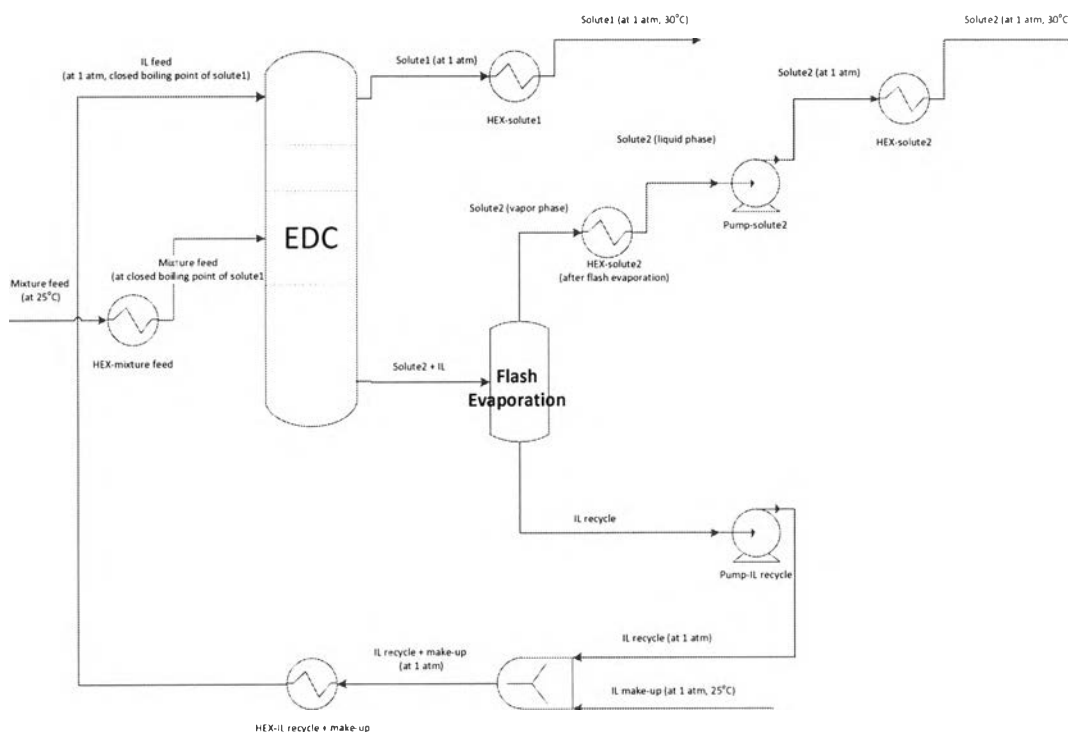 Solute1 (at 1 atm, 30°C)
Solute2 (at 1 atm, 30°C)
IL feed
(at 1 atm, closed boiling point of solute1)
Solute1 (at 1 atm)
HEX-solute1
Solute2 (at 1 atm)
HEX-solute2
Solute2 (liquid phase)
Pump-solute2
Solute2 (vapor phase)
HEX-solute2
(after flash evaporation)
EDC
Mixture feed
(at closed boiling point of solute1
Mixture feed
(at 25°C)
HEX-mixture feed
Solute2 + IL
Flash
Evaporation
IL recycle
Pump-IL recycle
IL recycle (at 1 atm)
IL recycle + make-up
(at 1 atm)
IL make-up (at 1 atm, 25°C)
HEX-IL recycle + make-up